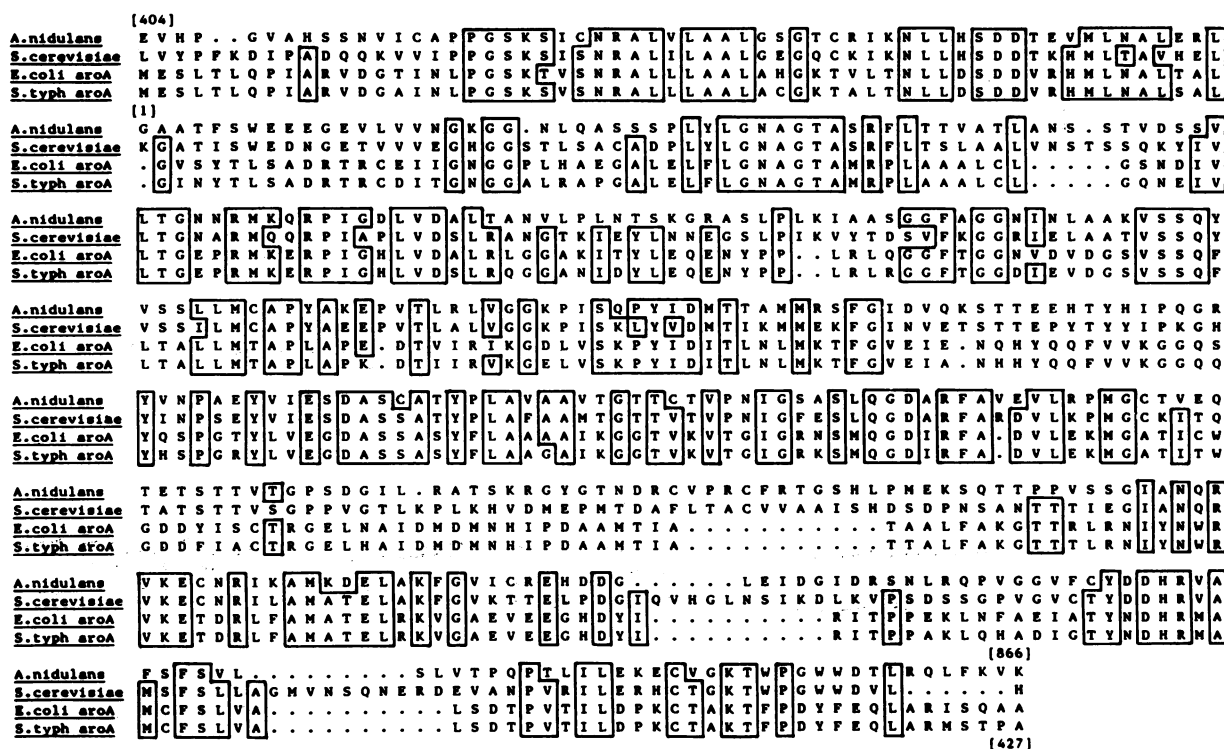 [404]
A.nidulans E V H P . . G V A H S S N V I C A P P G S K S I C N R A L V L A A L G S G T C R I K N L L H S D D T E V M L N A L E R L
S.cerevisiae L V Y P F K D I P A D Q Q K V V I P P G S K S I S N R A L I L A A L G E G Q C K I K N L L H S D D T K H M L T A V H E L
E.coli aroA M E S L T L Q P I A R V D G T I N L P G S K T V S N R A L L L A A L A H G K T V L T N L L D S D D V R H M L N A L T A L
S.typh aroA M E S L T L Q P I A R V D G A I N L P G S K S V S N R A L L L A A L A C G K T A L T N L L D S D D V R H M L N A L S A L
[1]
A.nidulans G A A T F S W E E E G E V L V V N G K G G . N L Q A S S S P L Y L G N A G T A S R F L T T V A T L A N S . S T V D S S V
S.cerevisiae K G A T I S W E D N G E T V V V E G H G G S T L S A C A D P L Y L G N A G T A S R F L T S L A A L V N S T S S Q K Y I V
E.coli aroA . G V S Y T L S A D R T R C E I I G N G G P L H A E G A L E L F L G N A G T A M R P L A A A L C L . . . . G S N D I V
S.typh aroA . G I N Y T L S A D R T R C D I T G N G G A L R A P G A L E L F L G N A G T A M R P L A A A L C L . . . . . G Q N E I V
A.nidulans L T G N N R M K Q R P I G D L V D A L T A N V L P L N T S K G R A S L P L K I A A S G G F A G G N I N L A A K V S S Q Y
S.cerevisiae L T G N A R M Q Q R P I A P L V D S L R A N G T K I E Y L N N E G S L P I K V Y T D S V F K G G R I E L A A T V S S Q Y
E.coli aroA L T G E P R M K E R P I G H L V D A L R L G G A K I T Y L E Q E N Y P P . . L R L Q G G F T G G N V D V D G S V S S Q F
S.typh aroA L T G E P R M K E R P I G H L V D S L R Q G G A N I D Y L E Q E N Y P P . . L R L R G G F T G G D I E V D G S V S S Q F
A.nidulans V S S L L M C A P Y A K E P V T L R L V G G K P I S Q P Y I D M T T A M M R S F G I D V Q K S T T E E H T Y H I P Q G R
S.cerevisiae V S S I L M C A P Y A E E P V T L A L V G G K P I S K L Y V D M T I K M M E K F G I N V E T S T T E P Y T Y Y I P K G H
E.coli aroA L T A L L M T A P L A P E . D T V I R I K G D L V S K P Y I D I T L N L M K T F G V E I E . N Q H Y Q Q F V V K G G Q S
S.typh aroA L T A L L M T A P L A P K . D T I I R V K G E L V S K P Y I D I T L N L M K T F G V E I A . N H H Y Q Q F V V K G G Q Q
A.nidulans Y V N P A E Y V I E S D A S C A T Y P L A V A A V T G T T C T V P N I G S A S L Q G D A R F A V E V L R P M G C T V E Q
S.cerevisiae Y I N P S E Y V I E S D A S S A T Y P L A F A A M T G T T V T V P N I G F E S L Q G D A R F A R D V L K P M G C K I T Q
E.coli aroA Y Q S P G T Y L V E G D A S S A S Y F L A A A A I K G G T V K V T G I G R N S M Q G D I R F A . D V L E K M G A T I C W
S.typh aroA Y H S P G R Y L V E G D A S S A S Y F L A A G A I K G G T V K V T G I G R K S M Q G D I R F A . D V L E K M G A T I T W
A.nidulans T E T S T T V T G P S D G I L . R A T S K R G Y G T N D R C V P R C F R T G S H L P M E K S Q T T P P V S S G I A N Q R
S.cerevisiae T A T S T T V S G P P V G T L K P L K H V D M E P M T D A F L T A C V V A A I S H D S D P N S A N T T T I E G I A N Q R
E.coli aroA G D D Y I S C T R G E L N A I D M D M N H I P D A A M T I A . . . . . . . . . . . T A A L F A K G T T R L R N I Y N W R
S.typh aroA G D D F I A C T R G E L H A I D M D M N H I P D A A M T I A . . . . . . . . . . . T T A L F A K G T T T L R N I Y N W R
A.nidulans V K E C N R I K A M K D E L A K F G V I C R E H D D G . . . . . . L E I D G I D R S N L R Q P V G G V F C Y D D H R V A
S.cerevisiae V K E C N R I L A M A T E L A K F G V K T T E L P D G I Q V H G L N S I K D L K V P S D S S G P V G V C T Y D D H R V A
E.coli aroA V K E T D R L F A M A T E L R K V G A E V E E G H D Y I . . . . . . . . . R I T P P E K L N F A E I A T Y N D H R M A
S.typh aroA V K E T D R L F A M A T E L R K V G A E V E E G H D Y I . . . . . . . . . R I T P P A K L Q H A D I G T Y N D H R M A
[866]
A.nidulans F S F S V L . . . . . . . . . S L V T P Q P T L I L E K E C V G K T W P G W W D T L R Q L F K V K
S.cerevisiae M S F S L L A G M V N S Q N E R D E V A N P V R I L E R H C T G K T W P G W W D V L . . . . . . H
E.coli aroA M C F S L V A . . . . . . . . . . L S D T P V T I L D P K C T A K T F P D Y F E Q L A R I S Q A A
S.typh aroA M C F S L V A . . . . . . . . . . L S D T P V T I L D P K C T A K T F P D Y F E Q L A R M S T P A
[427]